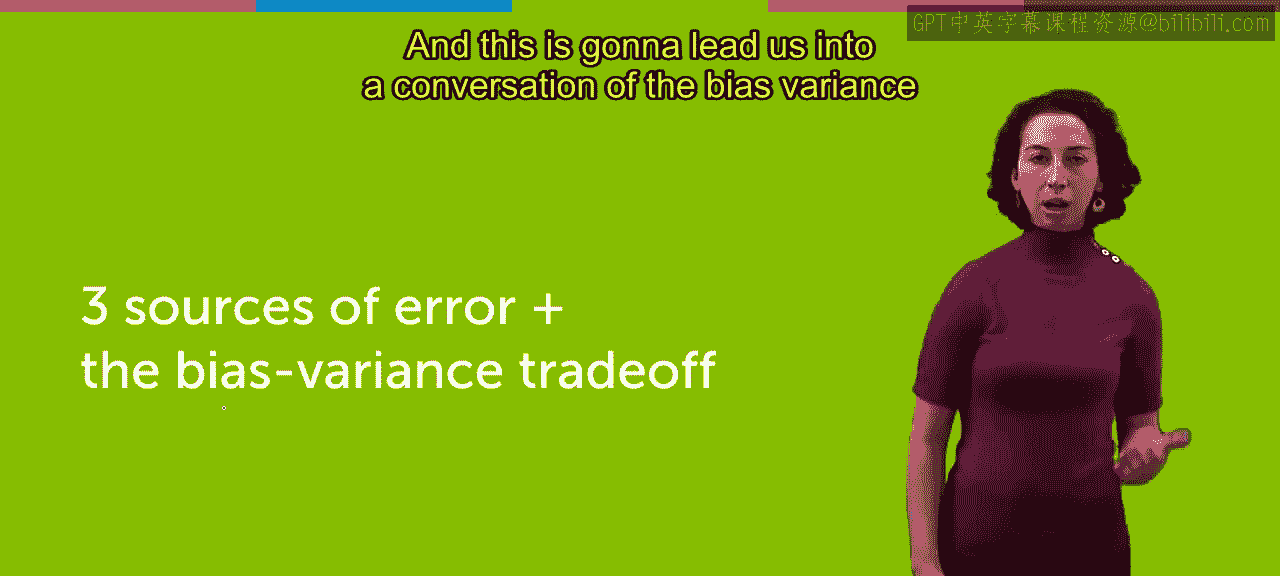 GPT中英字幕课程资源@bilibili.com
And this is gonna lead us into
a conversation of the bias variance
3 sources of error +
the bias-variance tradeoff